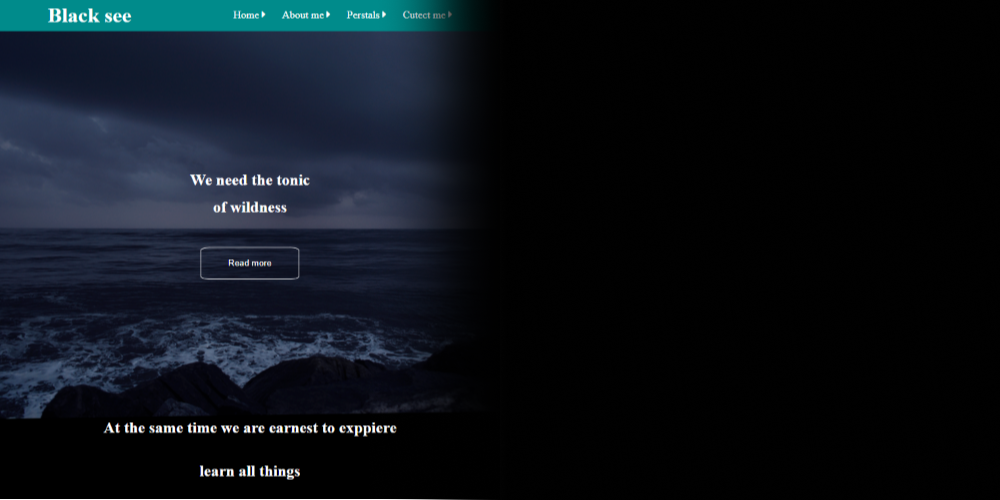 Black see
Home About me Perstals Cutect me
We need the tonic
of wildness
Read more
At the same time we are earnest to exppiere
learn all things